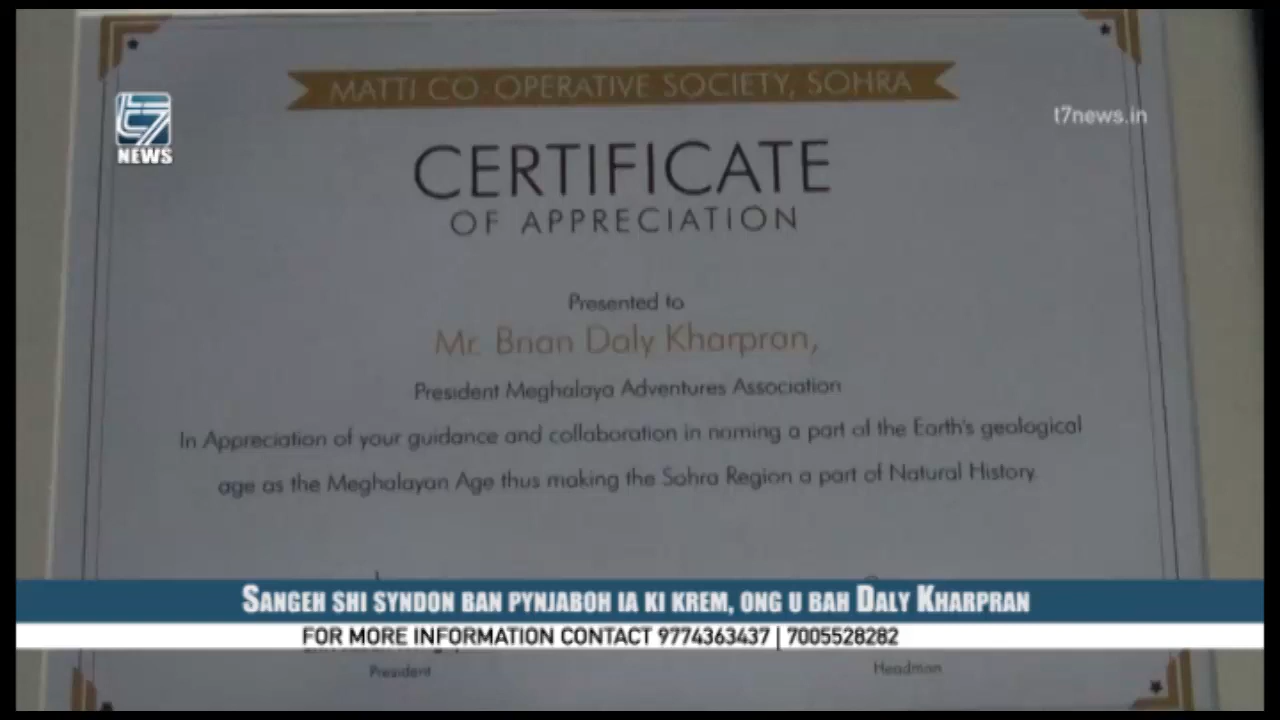 MATTI CO OPERATIVE SOCIETY, SOHRA
t7news.in
NEWS
CERTIFICATE
OF APPRECIATION
Presented to
Mr. Brian Daly Kharpran,
President Meghalaya Adventures Association
In Appreciation of your guidance and collaboration in naming a part of the Earth's geological
age as the Meghalayan Age thus making the Sohra Region a part of Natural History
SANGEH SHI SYNDON BAN PYNJABOH IA KI KREM, ONG U BAH DALY KHARPRAN
FOR MORE INFORMATION CONTACT 9774363437 | 7005528282
President
Headman